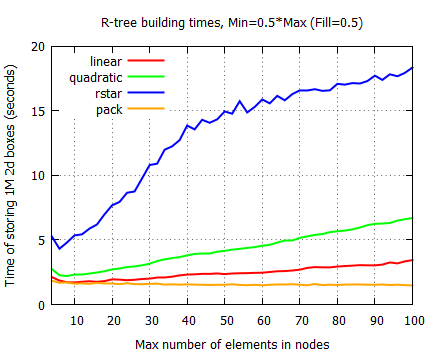 R-tree building times, Min=0.5*Max (Fill=0.5)
Time of storing 1M 2d boxes (seconds)
20
15
10
5
0
linear
quadratic
rstar
pack
10 20 30 40 50 60 70 80 90 100
Max number of elements in nodes